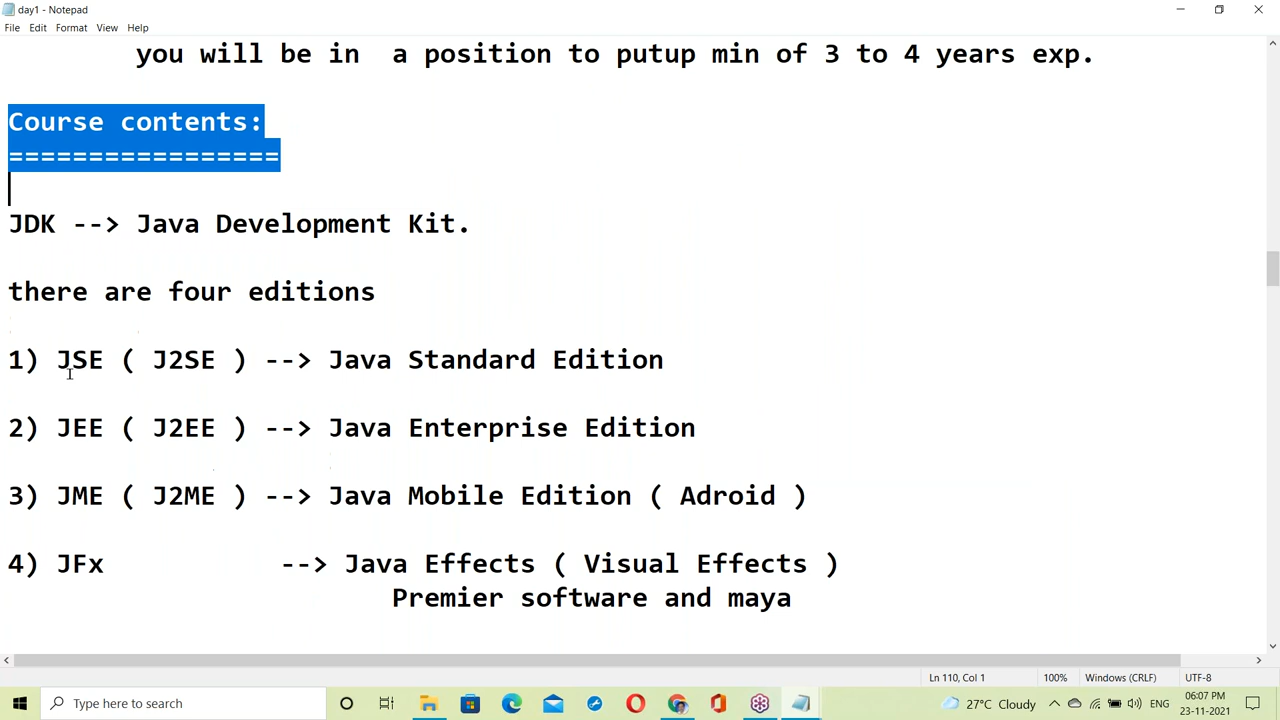 day1 - Notepad
File Edit Format View Help
you will be in a position to putup min of 3 to 4 years exp.
Course contents:
=================
JDK --> Java Development Kit.
there are four editions
1) JSE ( J2SE ) --> Java Standard Edition
2) JEE ( J2EE ) --> Java Enterprise Edition
3) JME ( J2ME ) --> Java Mobile Edition ( Adroid )
4) JFx --> Java Effects ( Visual Effects )
Premier software and maya
Ln 110, Col 1 100% Windows (CRLF) UTF-8
Type here to search
27°C Cloudy
ENG
06:07 PM
23-11-2021